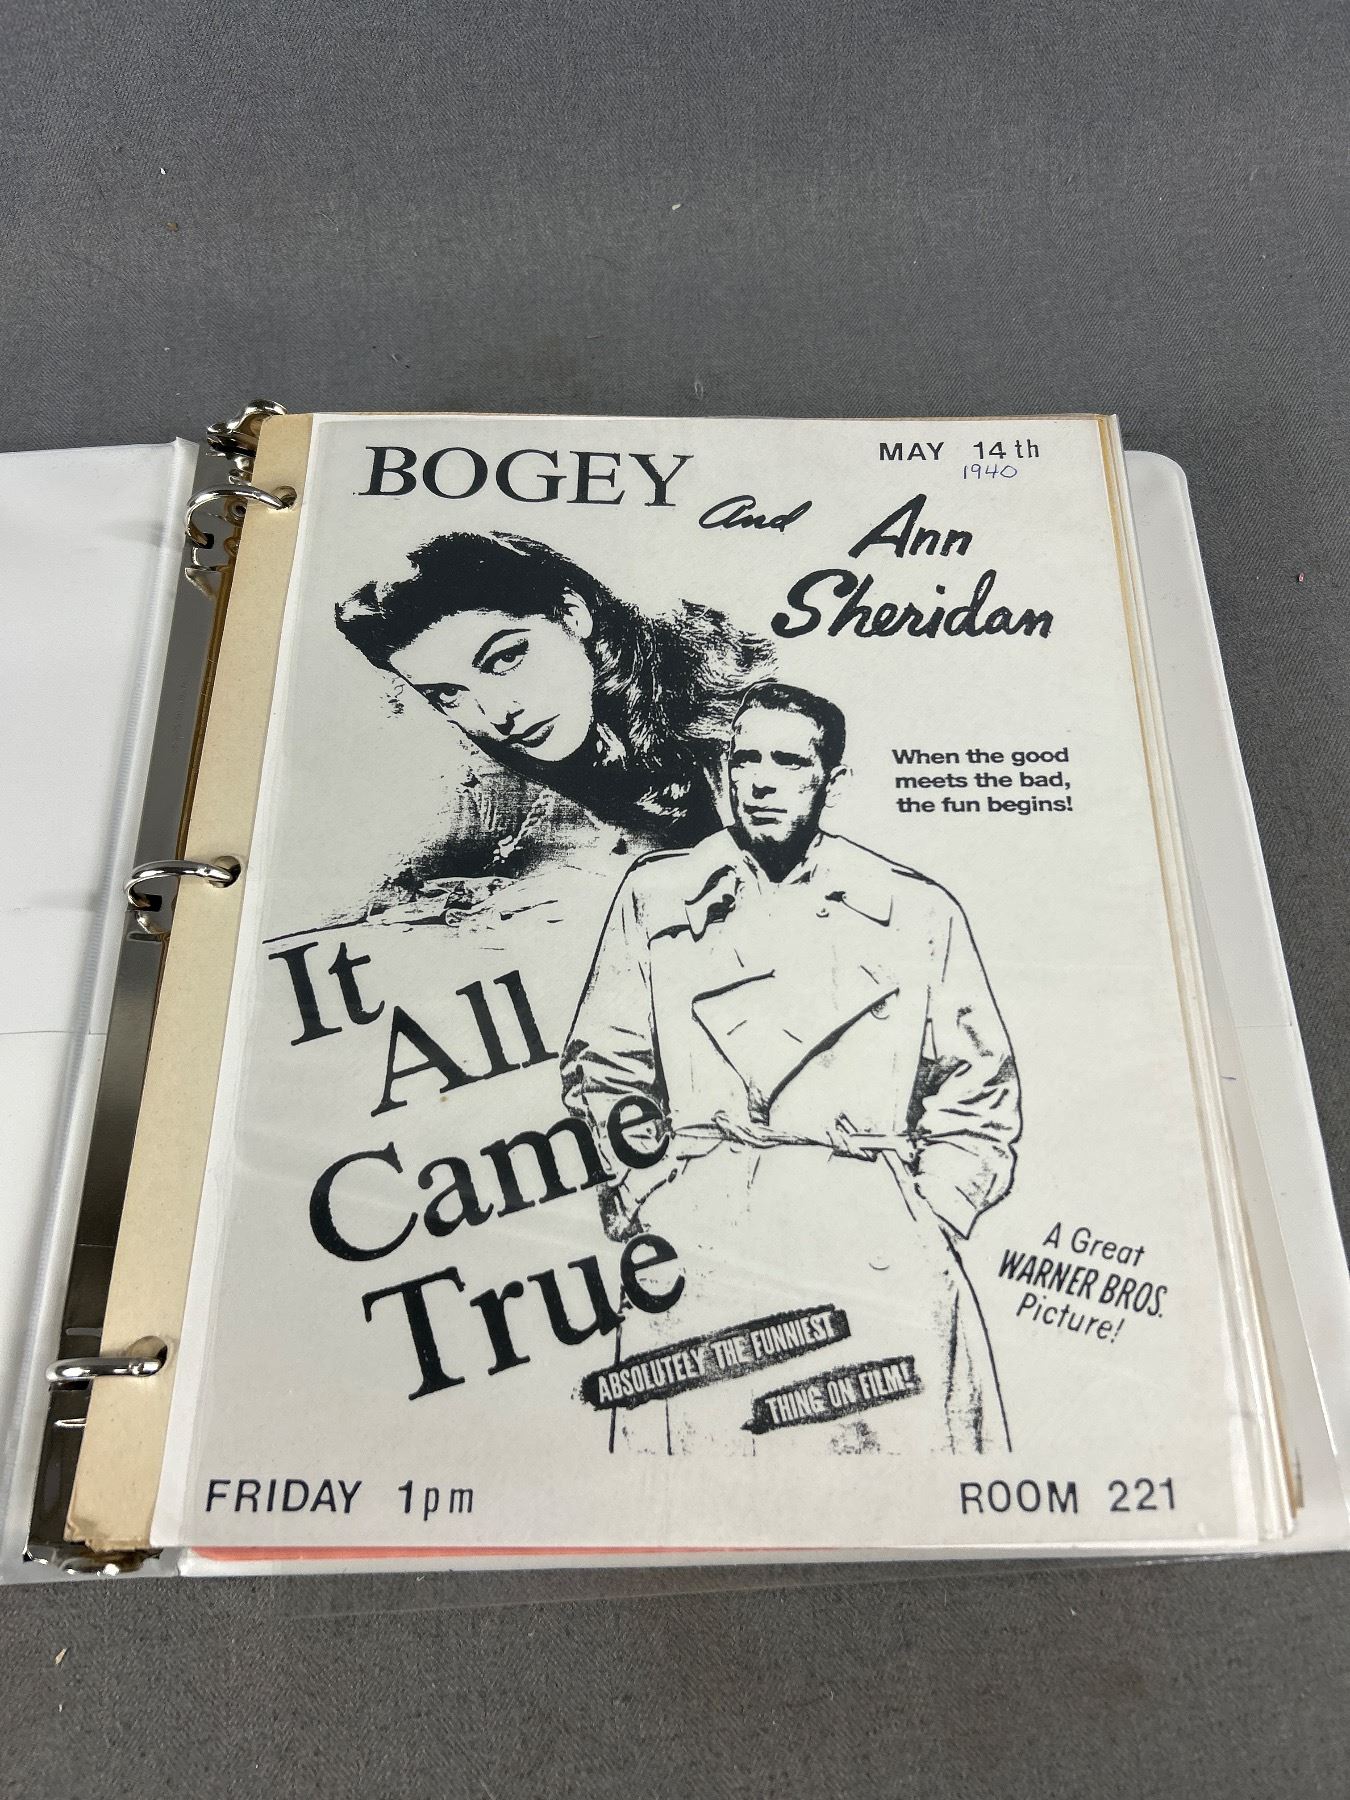 BOGEY
MAY 14th
1940
and
Ann
Sheridan
When the good
meets the bad,
the fun begins!
It
All
Came
True
A Great
WARNER BROS.
Picture!
ABSOLUTELY THE FUNNIEST
THING ON FILM!
FRIDAY 1pm
ROOM 221